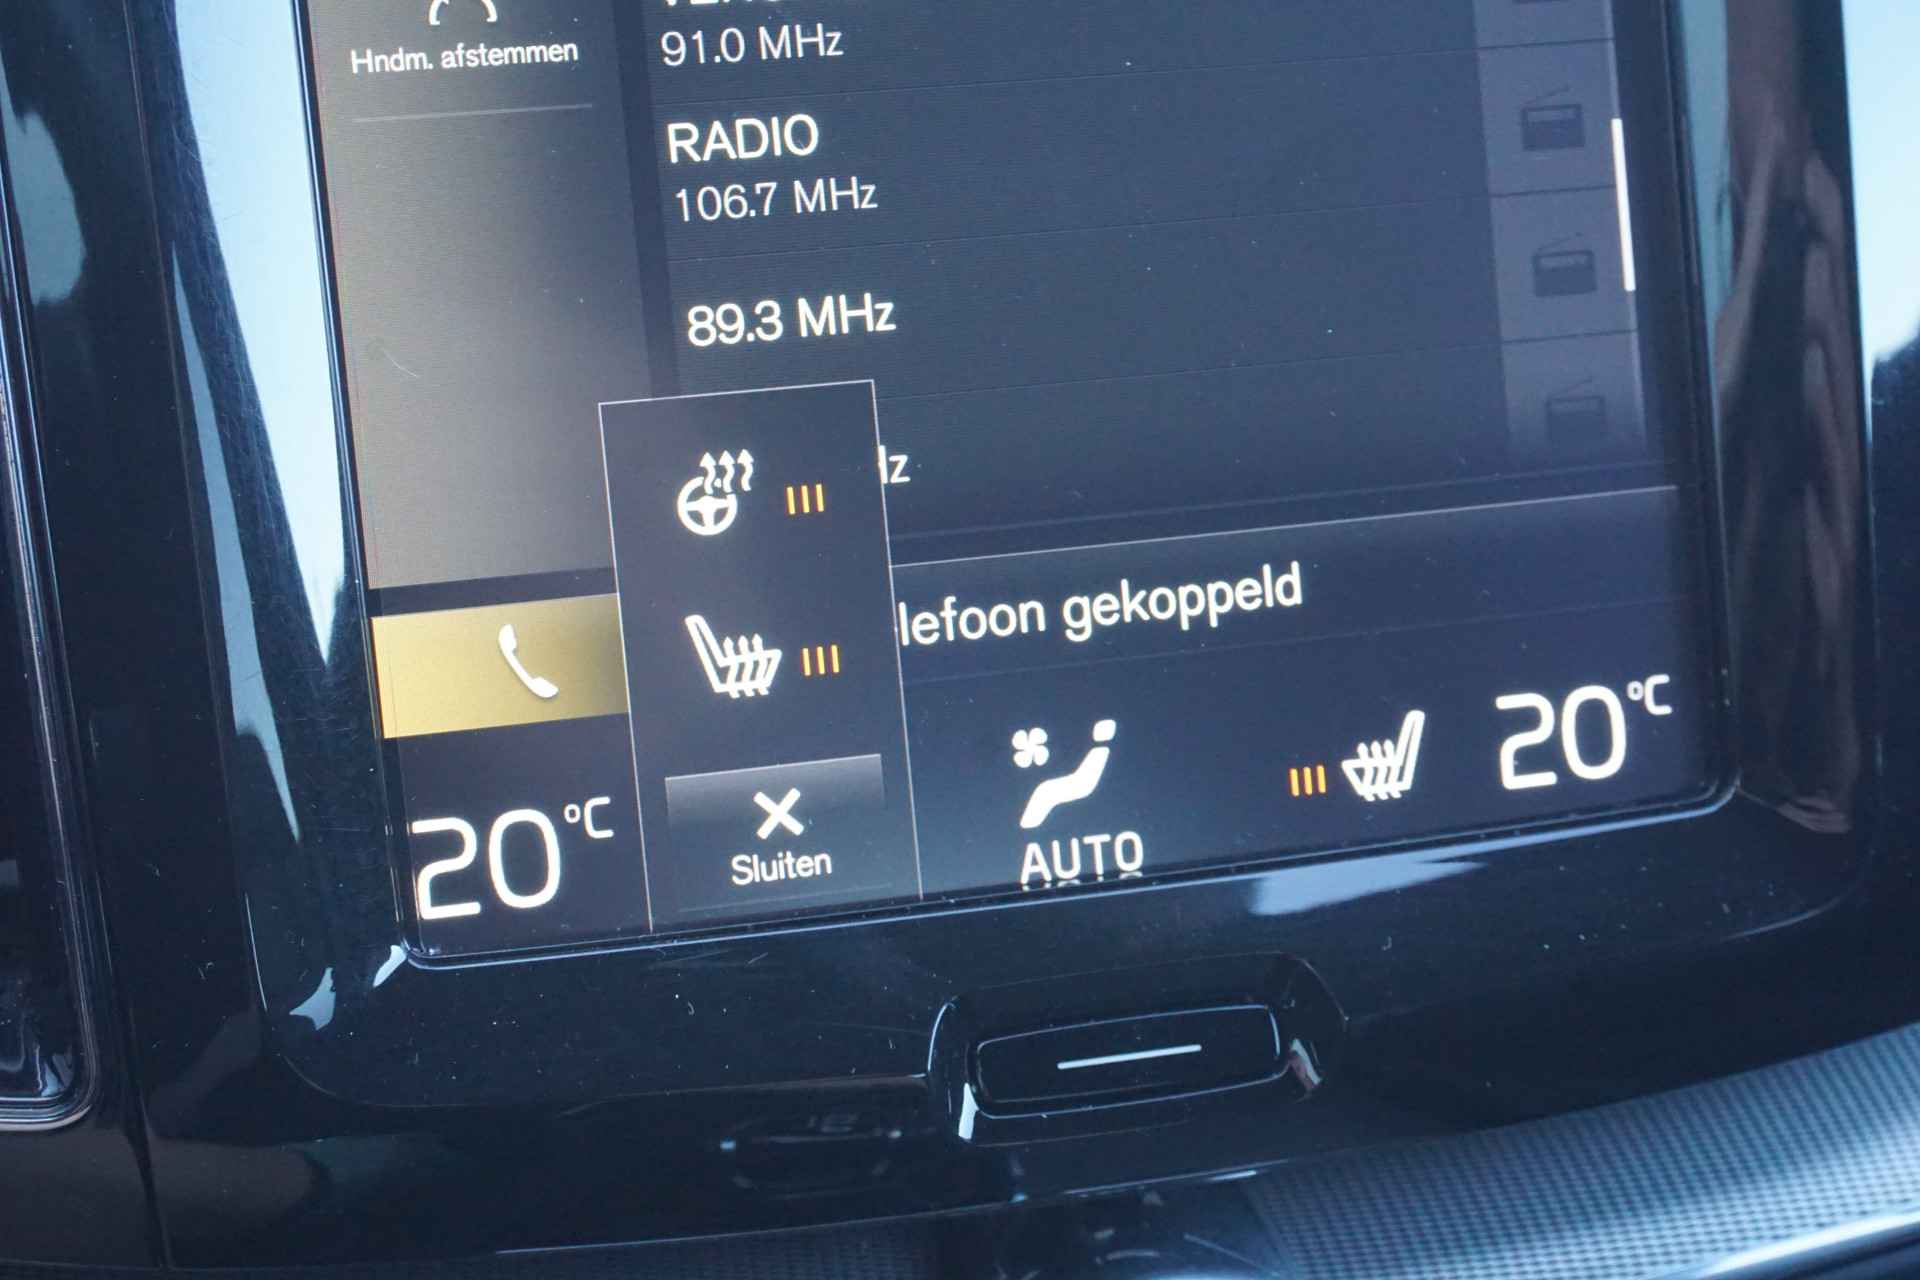 Hndm. afstemmen
91.0 MHz
RADIO
106.7 MHz
89.3 MHz
lefoon gekoppeld
20°C
Sluiten
AUTO
20°C